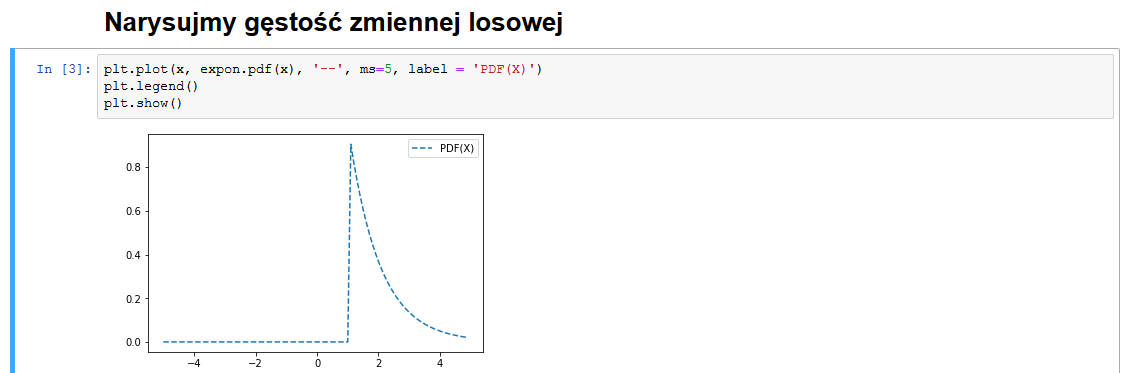 Narysujmy gęstość zmiennej losowej
In [3]: plt.plot(x, expon.pdf(x), '--', ms=5, label = 'PDF(X)')
plt.legend()
plt.show()
PDF(X)
0.8
0.6
0.4
0.2
0.0
−4 −2 0 2 4